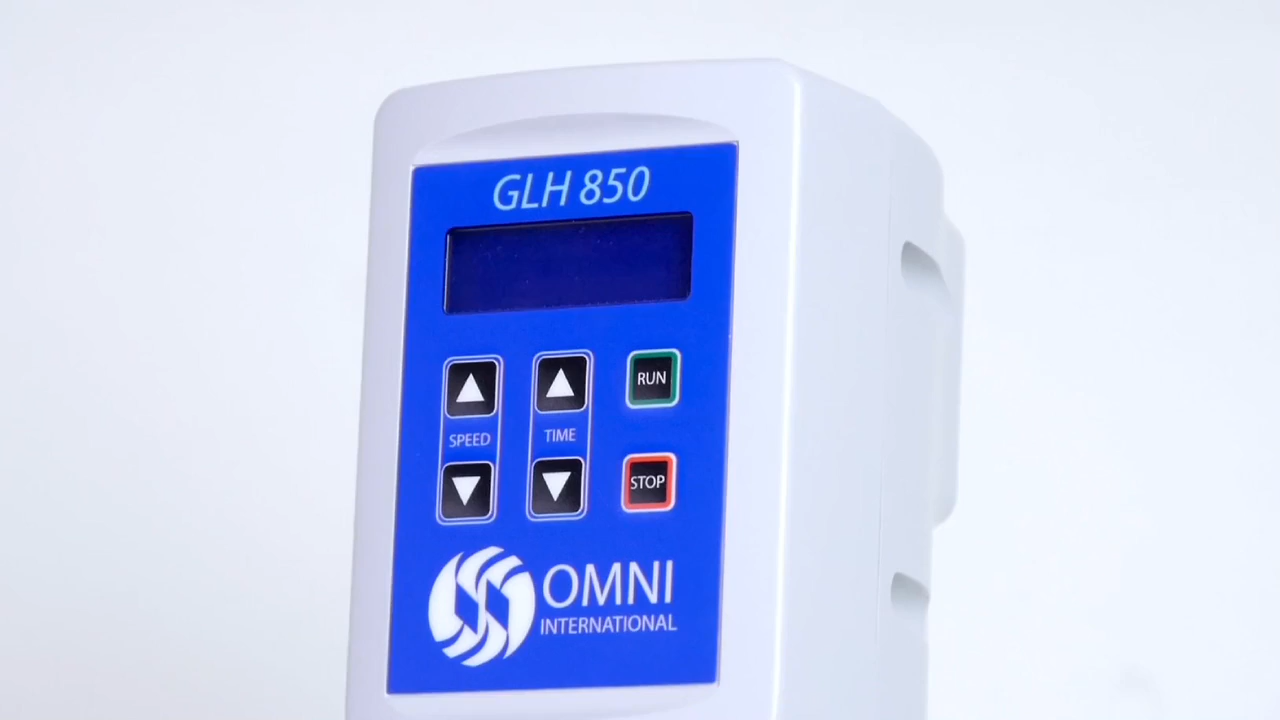 GLH 850
RUN
SPEED
TIME
STOP
OMNI
INTERNATIONAL